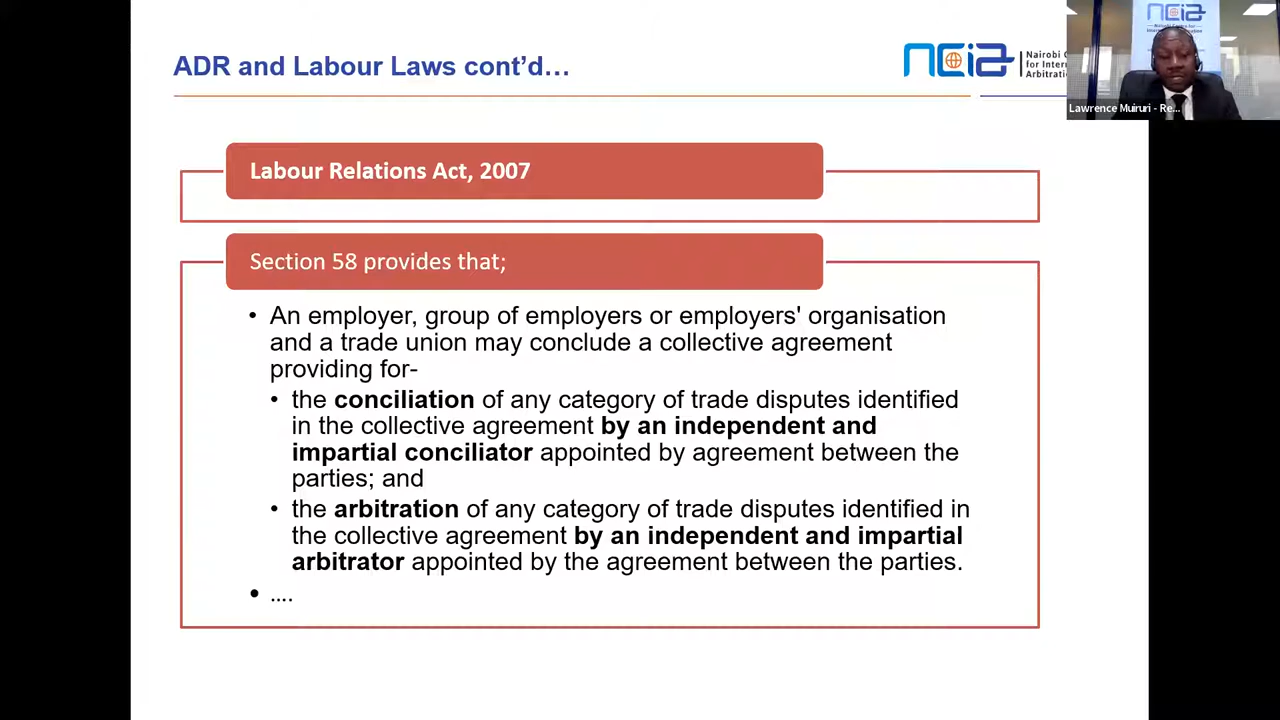 ADR and Labour Laws cont’d…
ncia
Nairobi
for Intern
Arbitratio
Lawrence Muiruri - Re...
Labour Relations Act, 2007
Section 58 provides that;
• An employer, group of employers or employers' organisation
and a trade union may conclude a collective agreement
providing for-
• the conciliation of any category of trade disputes identified
in the collective agreement by an independent and
impartial conciliator appointed by agreement between the
parties; and
• the arbitration of any category of trade disputes identified in
the collective agreement by an independent and impartial
arbitrator appointed by the agreement between the parties.
• ....